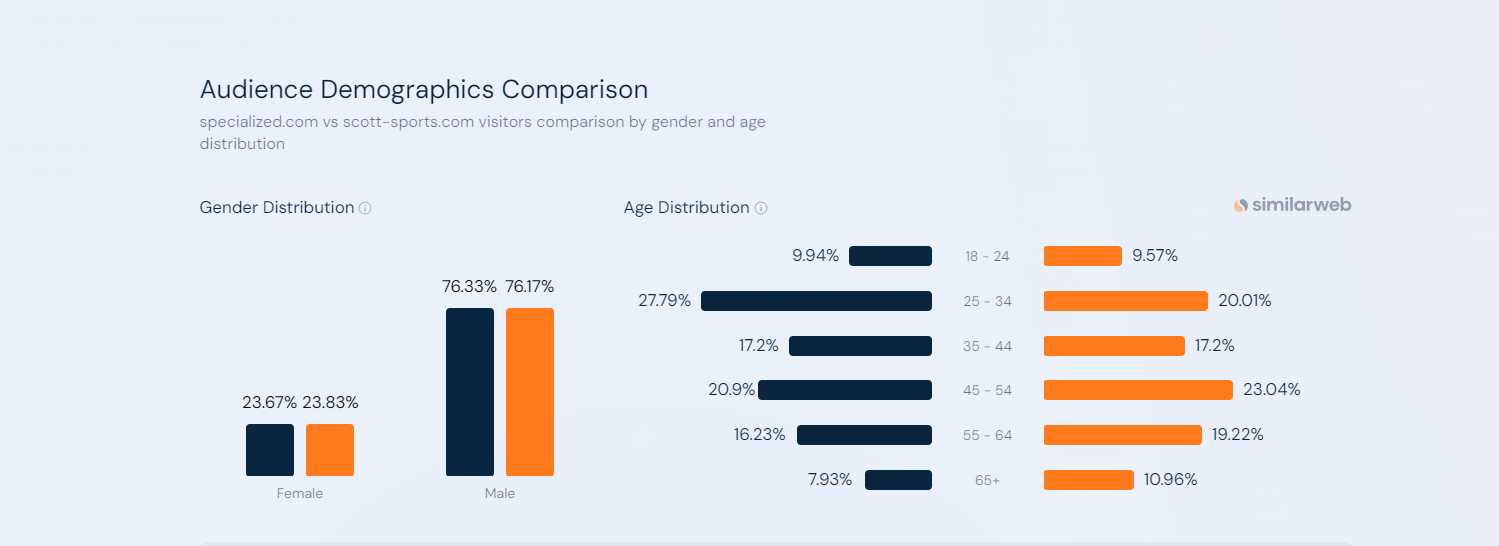 Audience Demographics Comparison
specialized.com vs scott-sports.com visitors comparison by gender and age
distribution
Gender Distribution
Age Distribution
similarweb
9.94% 18 - 24 9.57%
27.79% 25 - 34 20.01%
17.2% 35 - 44 17.2%
20.9% 45 - 54 23.04%
16.23% 55 - 64 19.22%
7.93% 65+ 10.96%
76.33% 76.17%
23.67% 23.83%
Female
Male